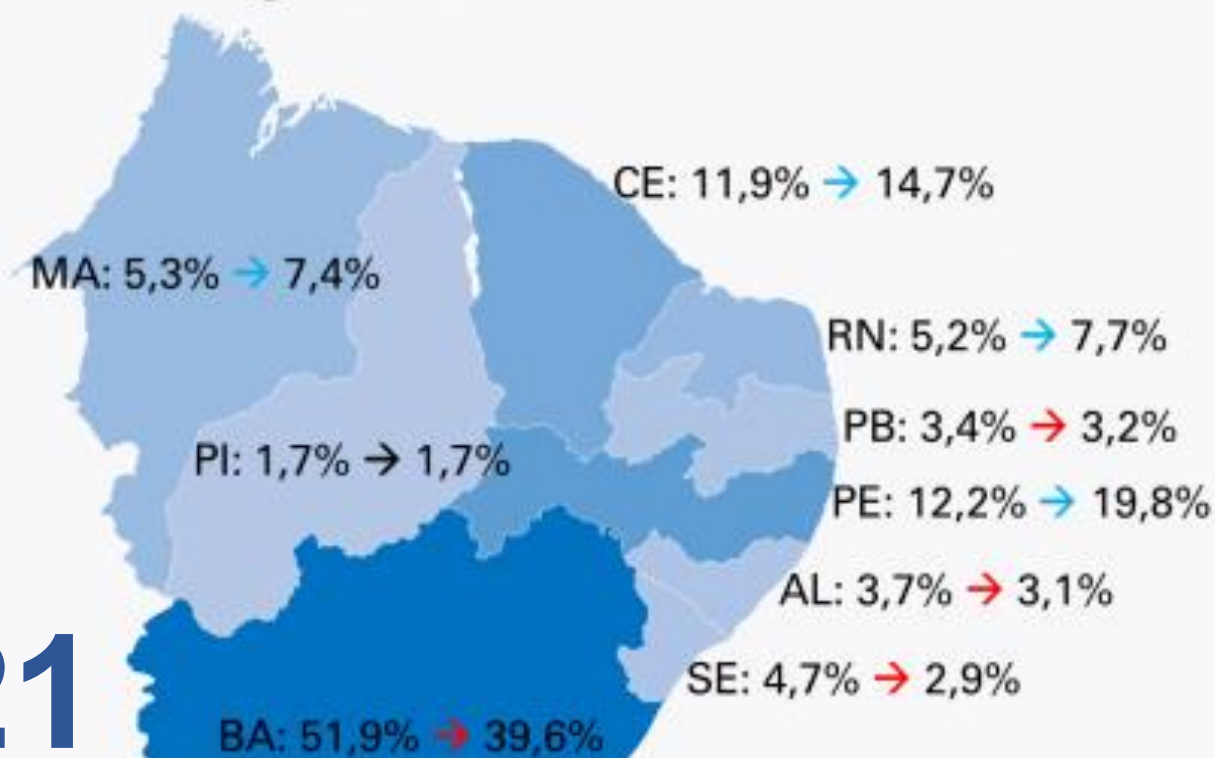 CE: 11,9% → 14,7%
MA: 5,3% → 7,4%
RN: 5,2% → 7,7%
PB: 3,4% → 3,2%
PI: 1,7% → 1,7%
PE: 12,2% → 19,8%
AL: 3,7% → 3,1%
SE: 4,7% → 2,9%
21
BA: 51,9% → 39,6%